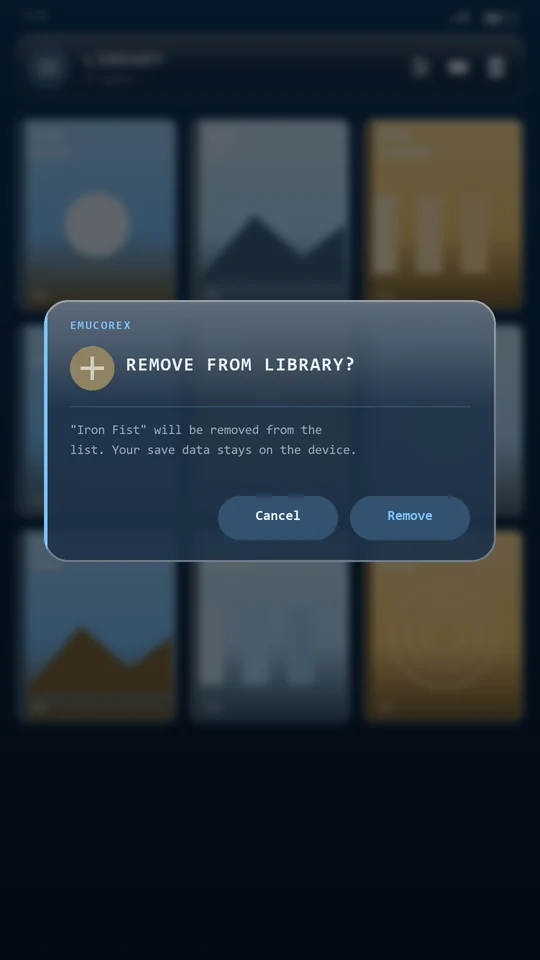 EMUCOREX
REMOVE FROM LIBRARY?
"Iron Fist" will be removed from the
list. Your save data stays on the device.
Cancel
Remove